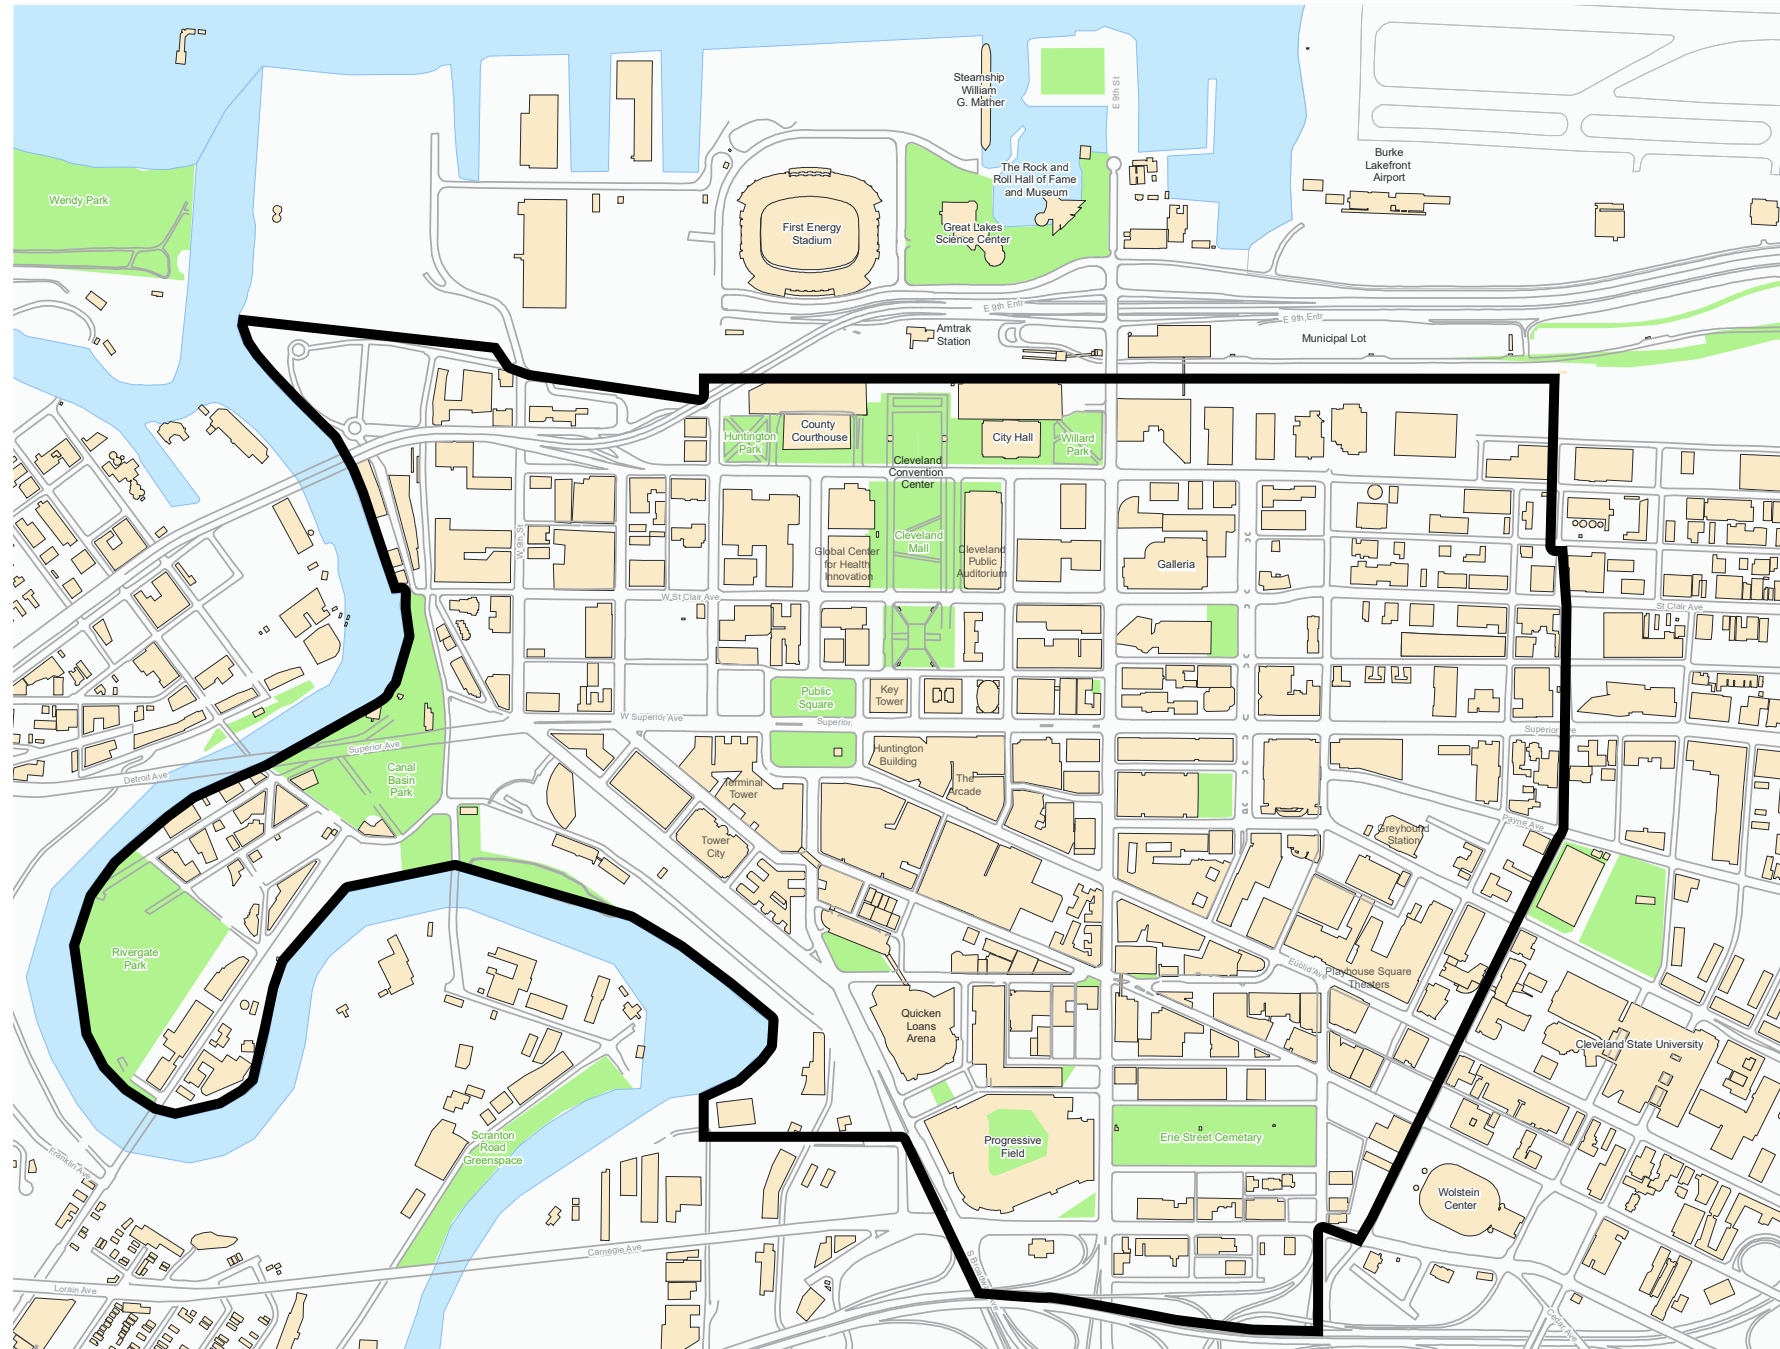 Steamship
William
G. Mather
E 9th St
Burke
Lakefront
Airport
The Rock and
Roll Hall of Fame
and Museum
Wendy Park
First Energy
Stadium
Great Lakes
Science Center
E 9th Entr
E 9th Entr
Amtrak
Station
Municipal Lot
County
Courthouse
Huntington
Park
City Hall
Willard
Park
Cleveland
Convention
Center
W 9th St
Cleveland
Mall
Global Center
for Health
Innovation
Cleveland
Public
Auditorium
Galleria
W St Clair Ave
St Clair Ave
Public
Square
Key
Tower
W Superior Ave
Superior
Superior Ave
Superior Ave
Detroit Ave
Huntington
Building
Canal
Basin
Park
Terminal
Tower
The
Arcade
Payne Ave
Greyhound
Station
Tower
City
Rivergate
Park
Euclid Ave
Playhouse Square
Theaters
Quicken
Loans
Arena
Cleveland State University
Scranton
Road
Greenspace
Progressive
Field
Erie Street Cemetary
Franklin Ave
Wolstein
Center
Carnegie Ave
S Broadway Ave
Lorain Ave
Cedar Ave